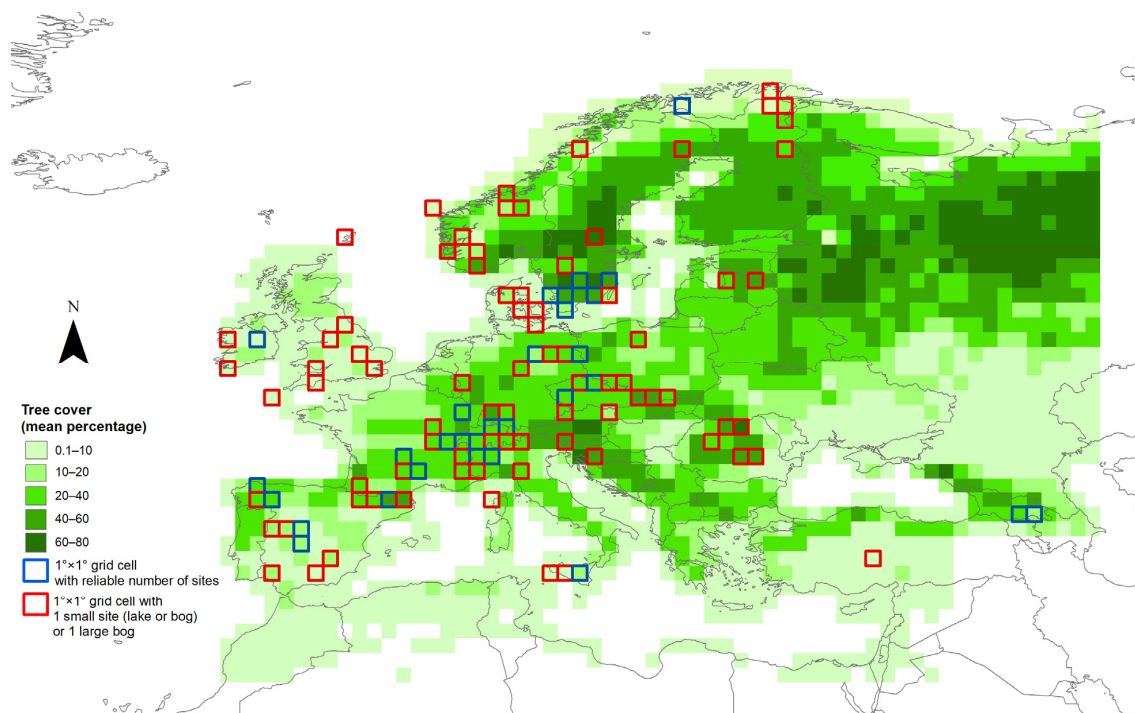 N
Tree cover
(mean percentage)
0.1–10
10–20
20–40
40–60
60–80
1°×1° grid cell
with reliable number of sites
1°×1° grid cell with
1 small site (lake or bog)
or 1 large bog